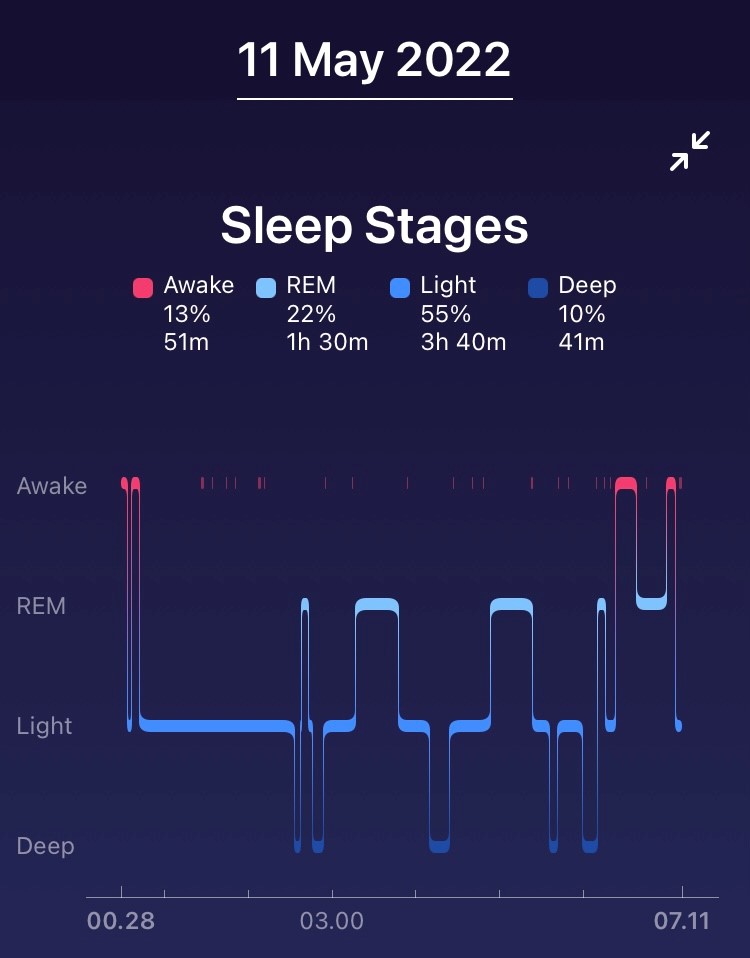 11 May 2022
Sleep Stages
Awake REM Light Deep
13% 22% 55% 10%
51m 1h 30m 3h 40m 41m
Awake
REM
Light
Deep
00.28 03.00 07.11